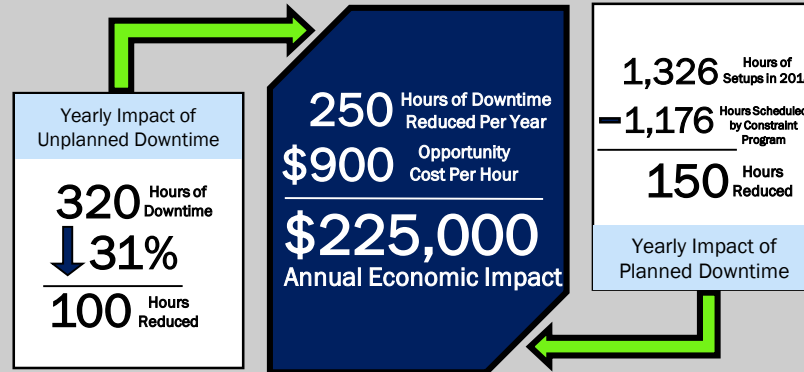 Yearly Impact of
Unplanned Downtime
320 Hours of
Downtime
31%
100 Hours
Reduced
250 Hours of Downtime
Reduced Per Year
$900 Opportunity
Cost Per Hour
$225,000
Annual Economic Impact
1,326 Hours of
Setups in
-1,176 Hours Scheduled
by Constraint
Program
150 Hours
Reduced
Yearly Impact of
Planned Downtime